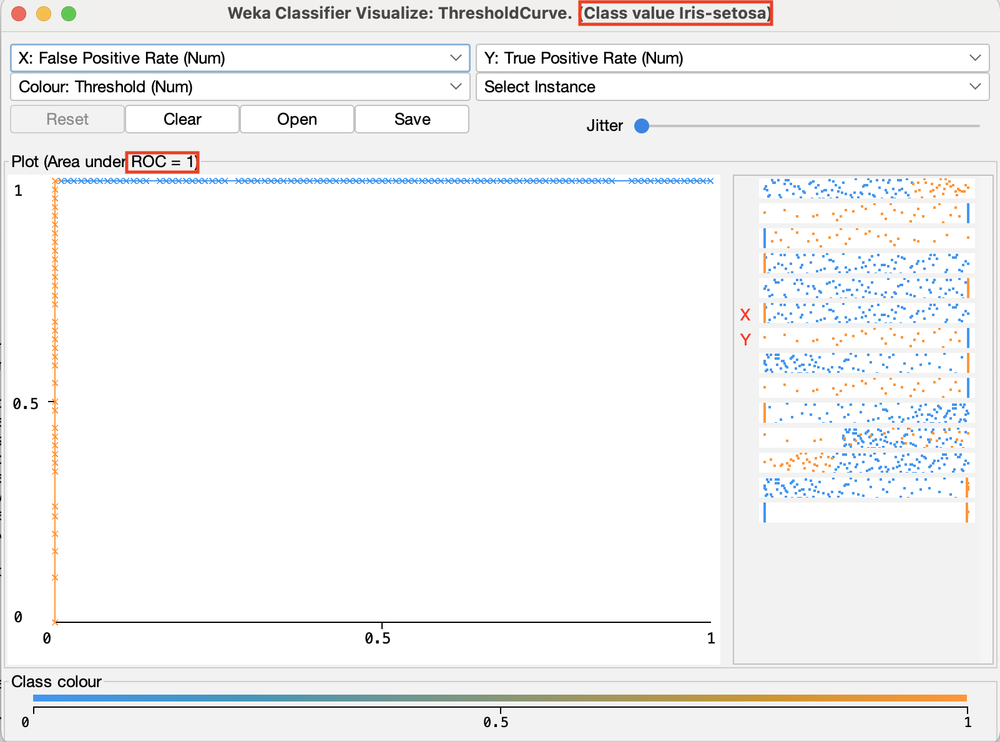 Weka Classifier Visualize: ThresholdCurve. (Class value Iris-setosa)
X: False Positive Rate (Num)
Y: True Positive Rate (Num)
Colour: Threshold (Num)
Select Instance
Reset
Clear
Open
Save
Jitter
Plot (Area under ROC = 1)
1
0.5
0
0
0.5
1
X
Y
Class colour
0
0.5
1